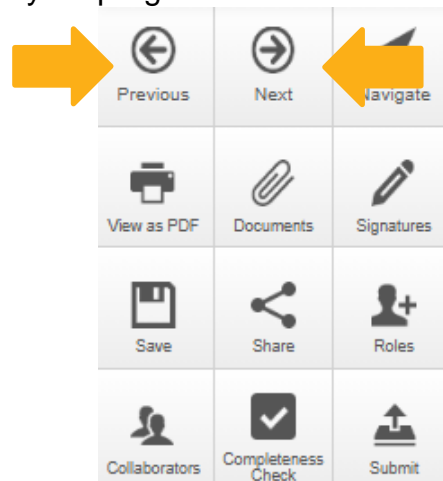 Previous
Next
Navigate
View as PDF
Documents
Signatures
Save
Share
Roles
Collaborators
Completeness
Check
Submit